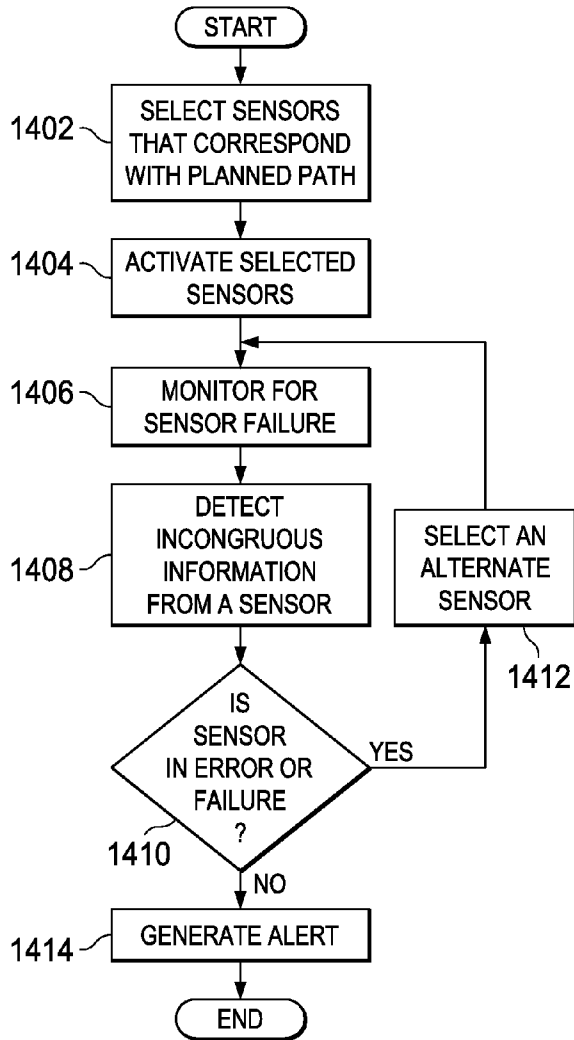 START
1402
SELECT SENSORS
THAT CORRESPOND
WITH PLANNED PATH
1404
ACTIVATE SELECTED
SENSORS
1406
MONITOR FOR
SENSOR FAILURE
1408
DETECT
INCONGRUOUS
INFORMATION
FROM A SENSOR
SELECT AN
ALTERNATE
SENSOR
1412
IS
SENSOR
IN ERROR OR
FAILURE
?
1410
YES
NO
1414
GENERATE ALERT
END